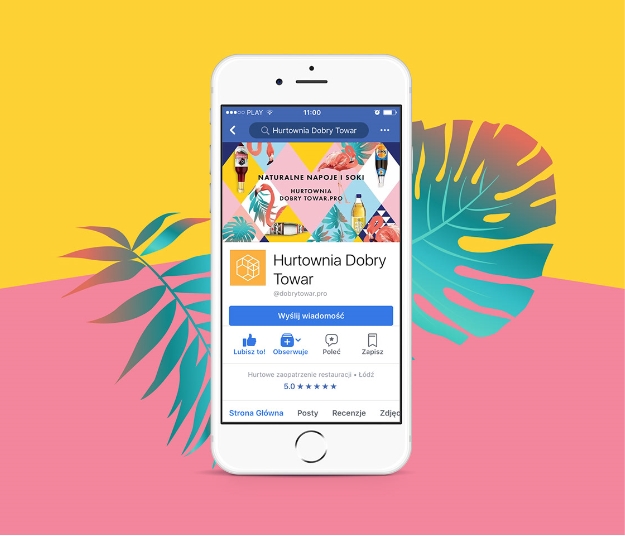 PLAY 11:00
Hurtownia Dobry Towar
NATURALNE NAPOJE I SOKI
HURTOWNIA
DOBRY TOWAR.PRO
Hurtownia Dobry
Towar
@dobrytowar.pro
Wyślij wiadomość
Lubisz to! Obserwuje Poleć Zapisz
Hurtowe zaopatrzenie restauracji • Łódź
5.0 ★★★★★
Strona Główna Posty Recenzje Zdjęc